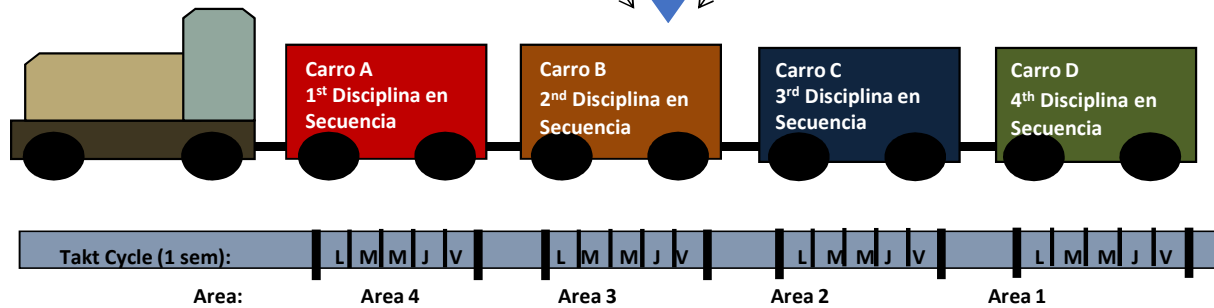 Carro A
1st Disciplina en
Secuencia
Carro B
2nd Disciplina en
Secuencia
Carro C
3rd Disciplina en
Secuencia
Carro D
4th Disciplina en
Secuencia
Takt Cycle (1 sem): L M M J V L M M J V L M M J V L M M J V
Area: Area 4 Area 3 Area 2 Area 1